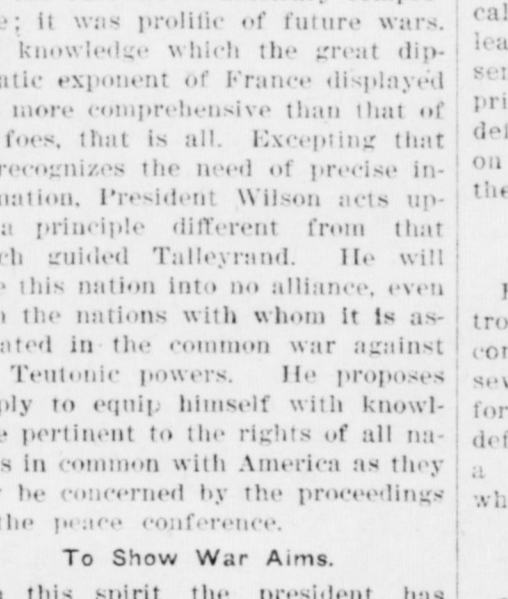 e; it was prolific of future wars.
knowledge which the great dip-
atic exponent of France displayed
more comprehensive than that of
foes, that is all. Excepting that
recognizes the need of precise in-
nation, President Wilson acts up-
a principle different from that
ch guided Talleyrand. He will
e this nation into no alliance, even
the nations with whom it is as-
ated in the common war against
Teutonic powers. He proposes
ply to equip himself with knowl-
e pertinent to the rights of all na-
s in common with America as they
be concerned by the proceedings
the peace conference.
To Show War Aims.
this spirit the president has
cal
lea
ser
pri
def
on
the
tro
cor
sev
for
def
a
wh